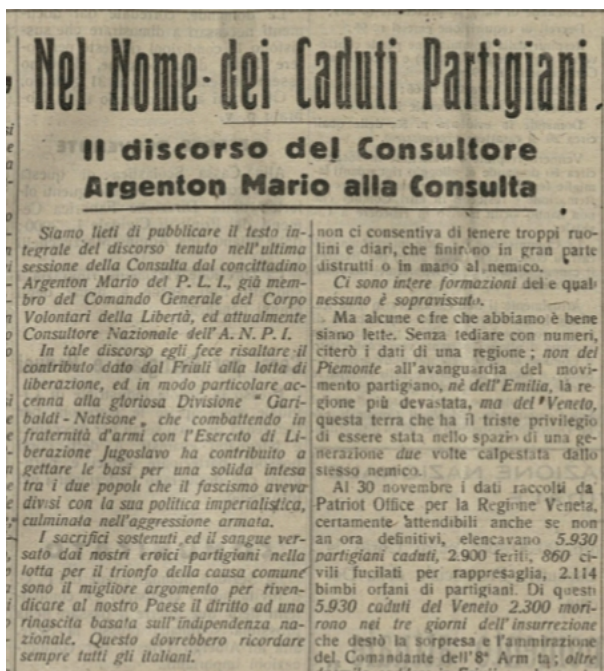 Nel Nome dei Caduti Partigiani
Il discorso del Consultore
Argenton Mario alla Consulta
Siamo lieti di pubblicare il testo in-
tegrale del discorso tenuto nell'ultima
sessione della Consulta dal concittadino
Argenton Mario del P. L. I., già mem-
bro del Comando Generale del Corpo
Volontari della Libertà, ed attualmente
Consultore Nazionale dell'A. N. P. I.
In tale discorso egli fece risaltare il
contributo dato dal Friuli alla lotta di
liberazione, ed in modo particolare ac-
cenna alla gloriosa Divisione "Gari-
baldi-Natisone" che combattendo in
fraternità d'armi con l'Esercito di Li-
berazione Jugoslavo ha contribuito a
gettare le basi per una solida intesa
tra i due popoli che il fascismo aveva
divisi con la sua politica imperialistica,
culminata nell'aggressione armata.
I sacrifici sostenuti ed il sangue ver-
sato dai nostri eroici partigiani nella
lotta per il trionfo della causa comune
sono il migliore argomento per riven-
dicare al nostro Paese il diritto ad una
rinascita basata sull'indipendenza na-
zionale. Questo dovrebbero ricordare
sempre tutti gli italiani.
non ci consentiva di tenere troppi ruo-
lini e diari, che finirono in gran parte
distrutti o in mano al nemico.
Ci sono intere formazioni dei e quali
nessuno è sopravissuto.
Ma alcune cifre che abbiamo è bene
siano lette. Senza tediare con numeri,
citerò i dati di una regione; non del
Piemonte all'avanguardia del movi-
mento partigiano, nè dell'Emilia, la re-
gione più devastata, ma del Veneto,
questa terra che ha il triste privilegio
di essere stata nello spazio di una ge-
nerazione due volte calpestata dallo
stesso nemico.
Al 30 novembre i dati raccolti da
Patriot Office per la Regione Veneta,
certamente attendibili anche se non
an ora definitivi, elencavano 5.930
partigiani caduti, 2.900 feriti, 860 ci-
vili fucilati per rappresaglia, 2.114
bimbi orfani di partigiani. Di questi
5.930 caduti del Veneto 2.300 mori-
rono nei tre giorni dell'insurrezione
che destò la sorpresa e l'ammirazione
del Comandante dell'8ª Arm ta; oltre